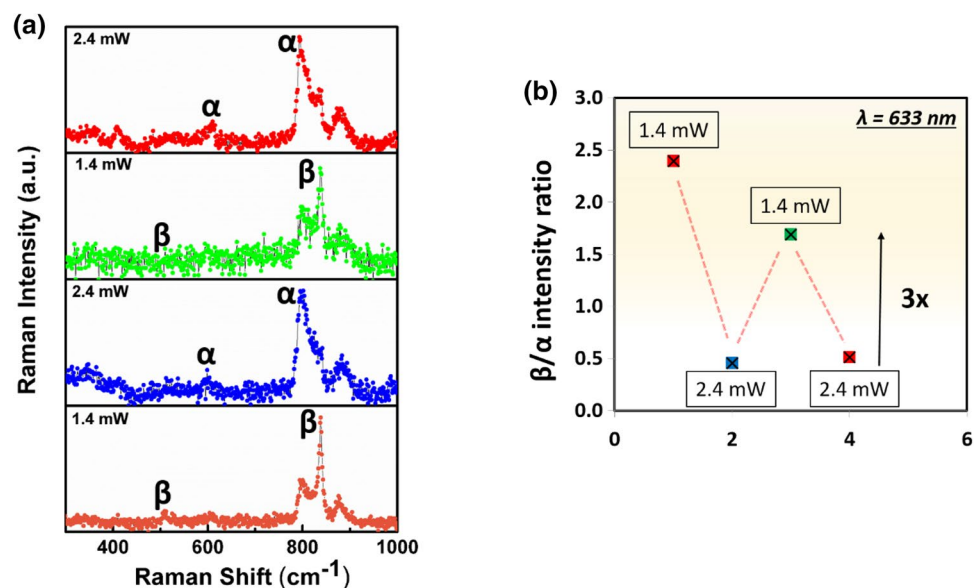 (a)
2.4 mW
α
α
1.4 mW
β
β
2.4 mW
α
α
1.4 mW
β
β
400 600 800 1000
Raman Shift (cm⁻¹)
Raman Intensity (a.u.)
(b)
3.0
2.5
2.0
1.5
1.0
0.5
0.0
λ = 633 nm
1.4 mW
1.4 mW
3x
2.4 mW
2.4 mW
0 2 4 6
β/α intensity ratio